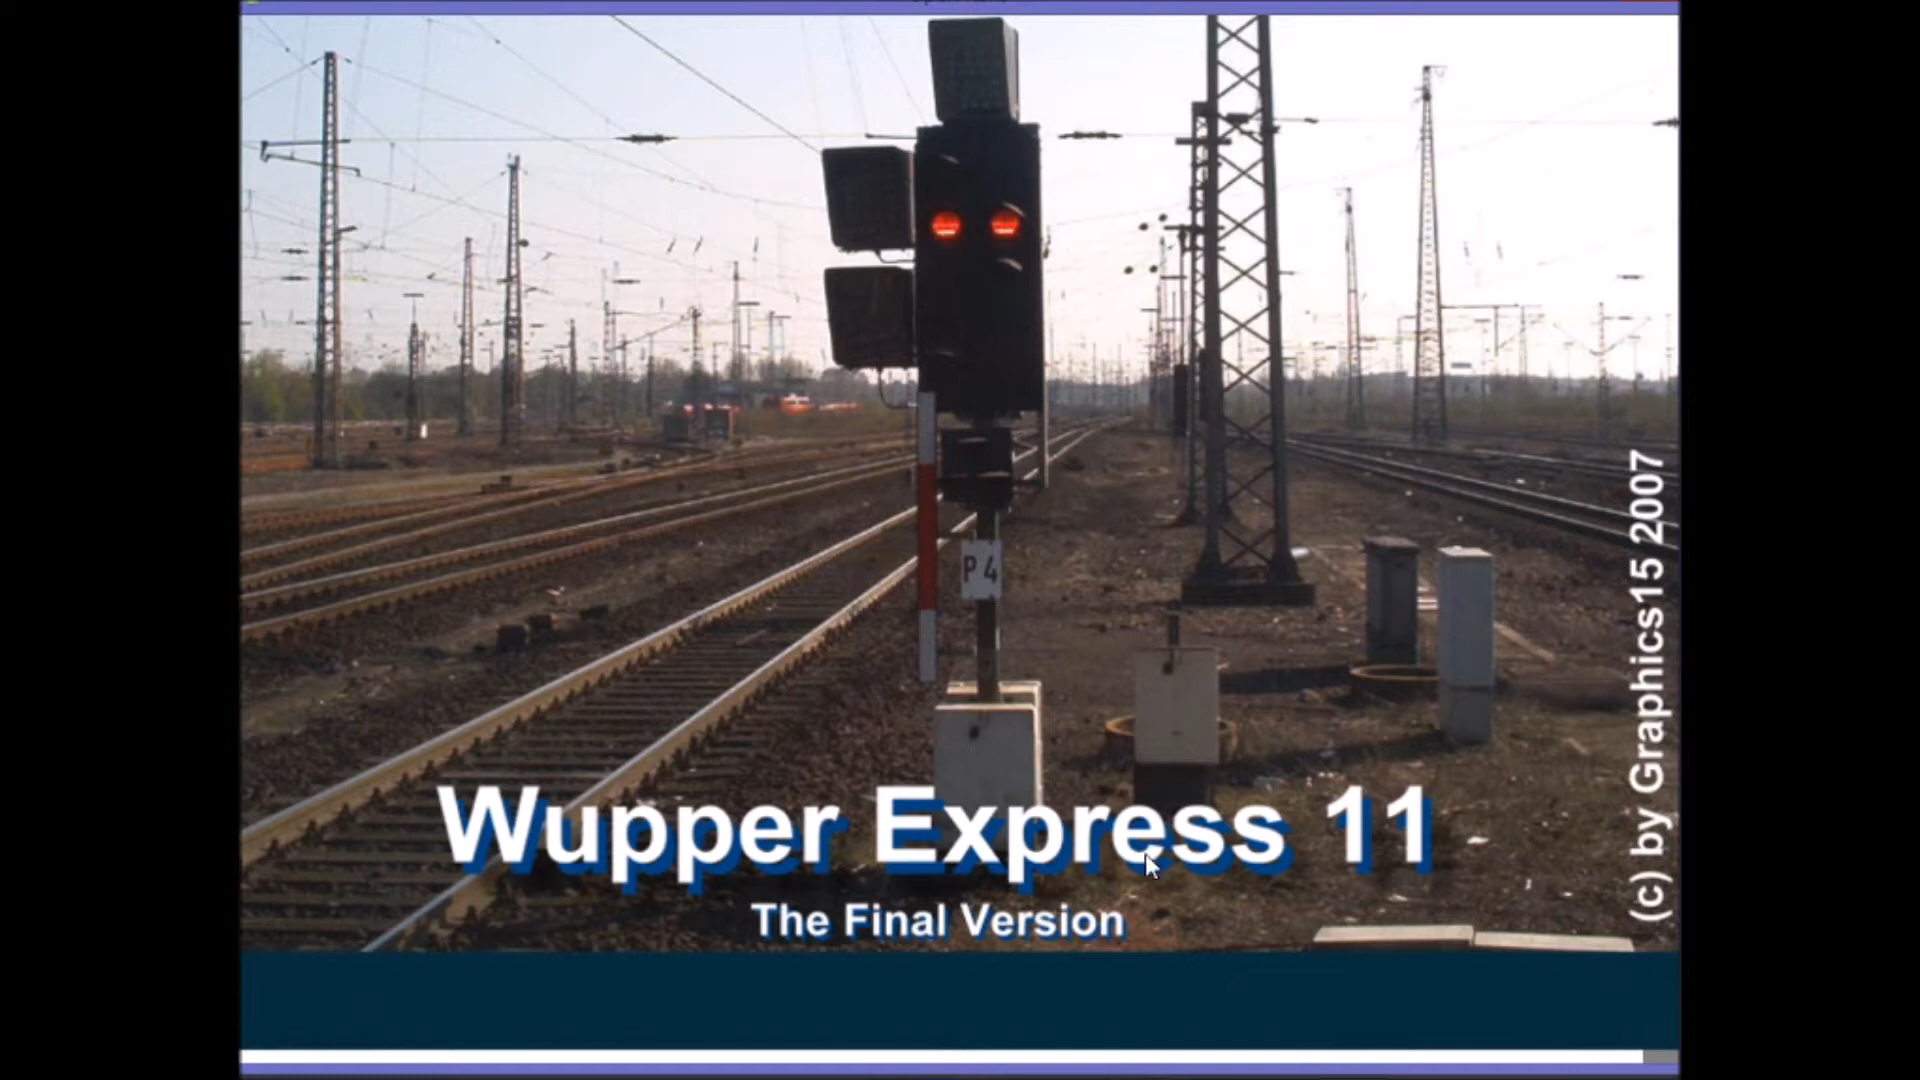 P 4
(c) by Graphics15 2007
Wupper Express 11
The Final Version